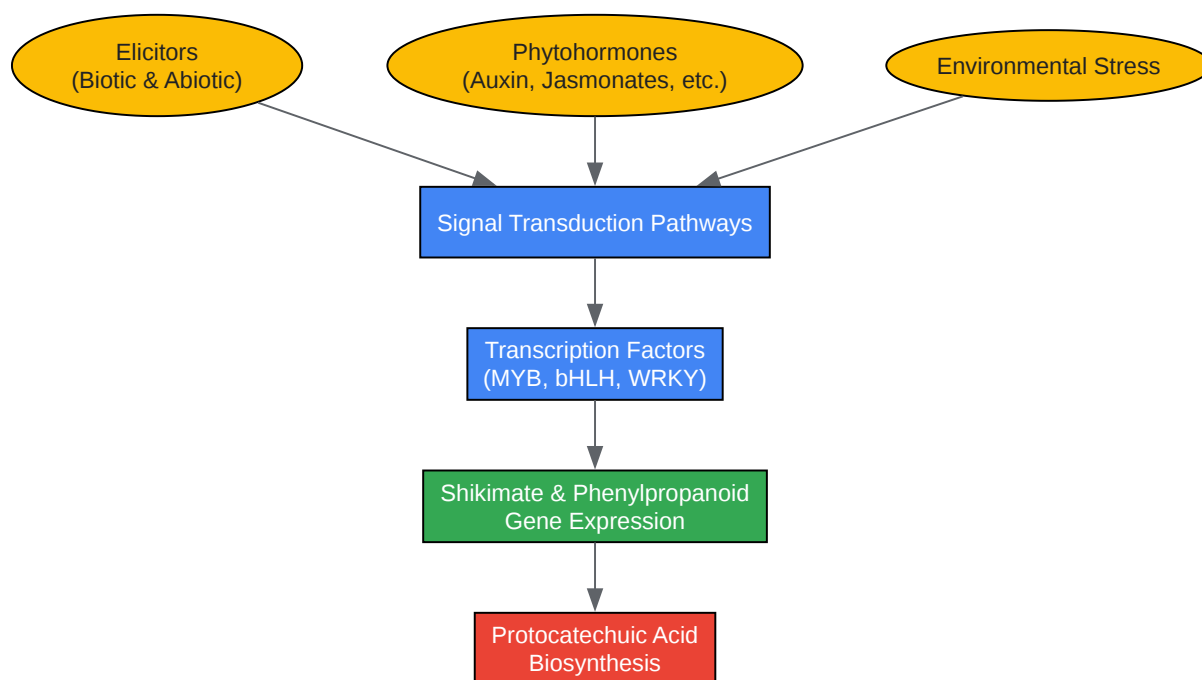 Elicitors
(Biotic & Abiotic)
Phytohormones
(Auxin, Jasmonates, etc.)
Environmental Stress
Signal Transduction Pathways
Transcription Factors
(MYB, bHLH, WRKY)
Shikimate & Phenylpropanoid
Gene Expression
Protocatechuic Acid
Biosynthesis